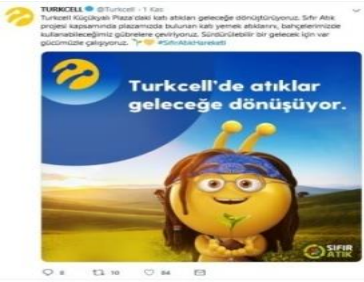 TURKCELL @Turkcell · 1 Kas
Turkcell Küçükyalı Plaza'daki katı atıkları geleceğe dönüştürüyoruz. Sıfır Atık
projesi kapsamında plazamızda bulunan katı yemek atıklarını, bahçelerimizde
kullanabileceğimiz gübrelere çeviriyoruz. Sürdürülebilir bir gelecek için var
gücümüzle çalışıyoruz. #SıfırAtıkHareketi
Turkcell'de atıklar
geleceğe dönüşüyor.
SIFIR
ATIK
8 10 84